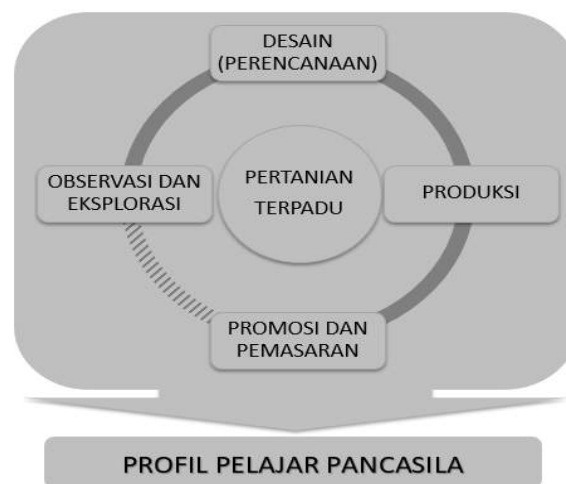 DESAIN
(PERENCANAAN)
OBSERVASI DAN
EKSPLORASI
PERTANIAN
TERPADU
PRODUKSI
PROMOSI DAN
PEMASARAN
PROFIL PELAJAR PANCASILA